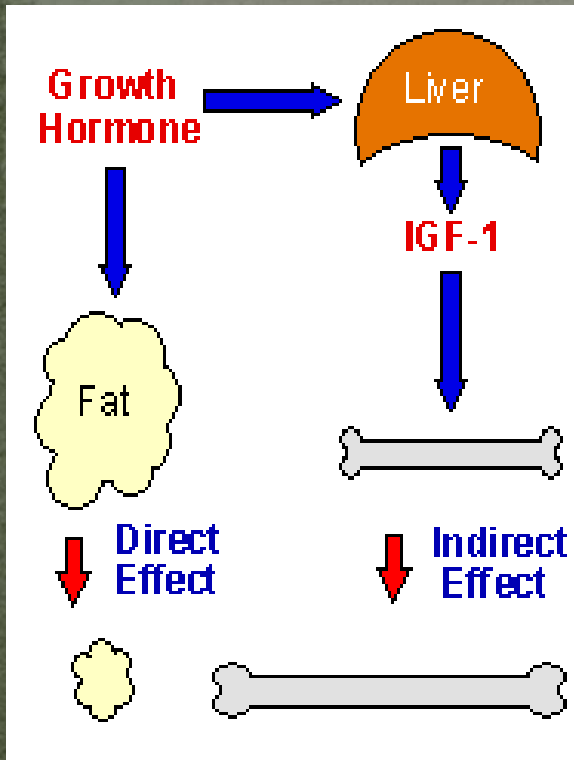 Growth
Hormone
Liver
IGF-1
Fat
Direct
Effect
Indirect
Effect